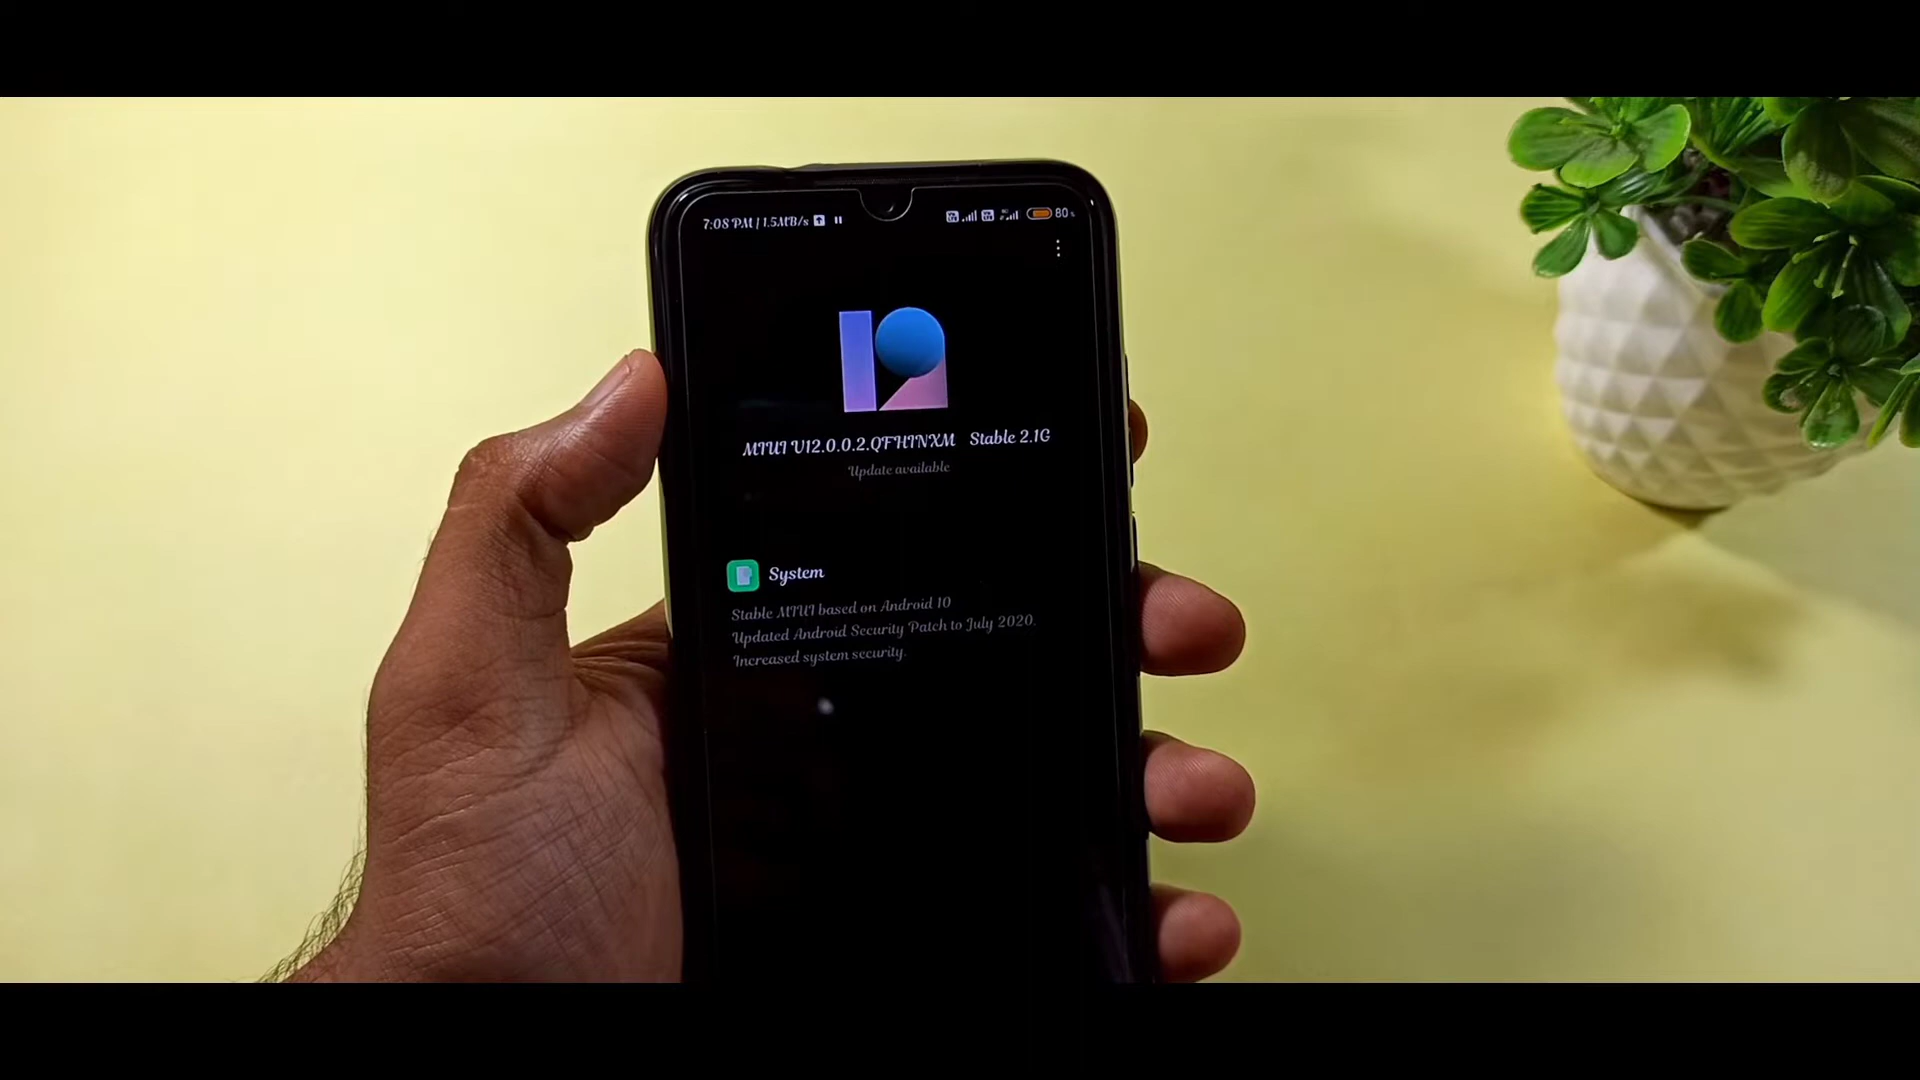 7:08 PM | 1.5MB/s
80
MIUI V12.0.0.2.QFHINXM Stable 2.1G
Update available
System
Stable MIUI based on Android 10
Updated Android Security Patch to July 2020.
Increased system security.